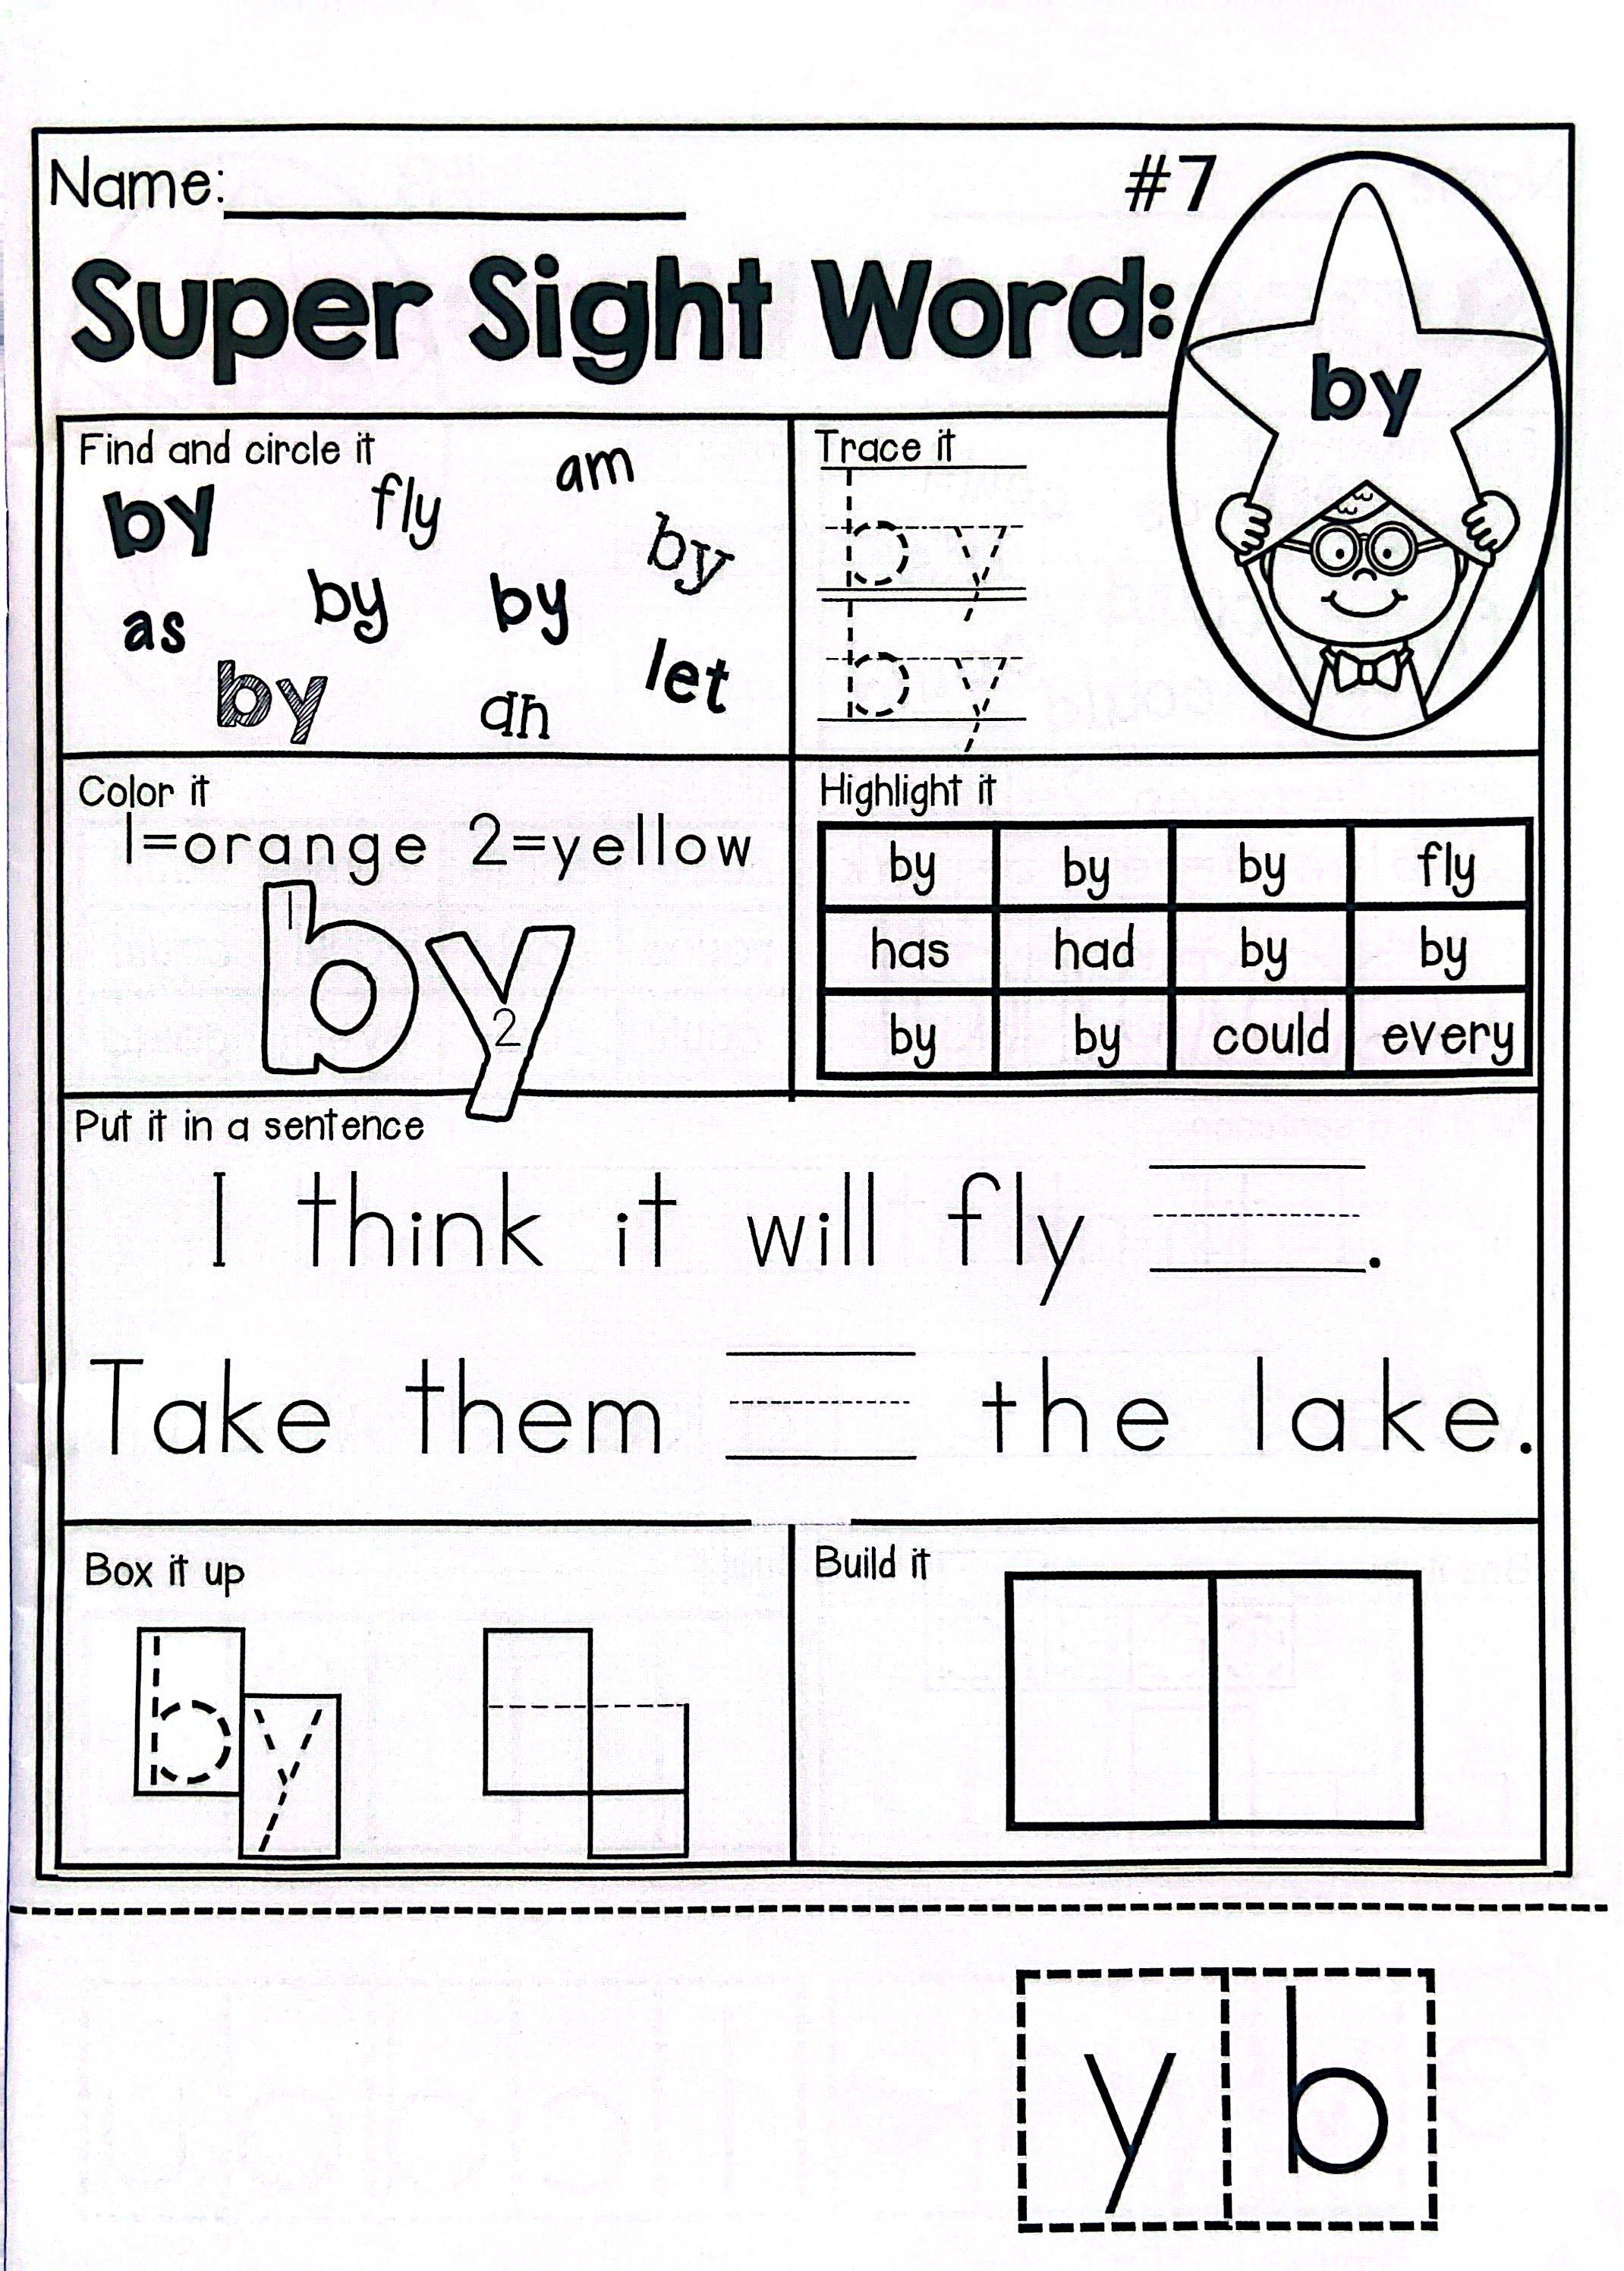 Name:
#7
Super Sight Word:
by
Find and circle it
am
by
fly
by
as
by
by
let
by
an
Trace it
by
by
Color it
1=orange 2=yellow
1
by
2
Highlight it
by by by fly
has had by by
by by could every
Put it in a sentence
I think it will fly .
Take them the lake.
Box it up
by
Build it
y b